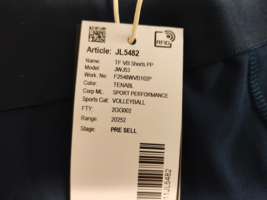 RFID
Article: JL5482
Name: TF VB Shorts PP
Model: JWJ53
Work. No: F2548WVB102P
Color: TENABL
Corp ML: SPORT PERFORMANCE
Sports Cat: VOLLEYBALL
FTY: 2GG002
Range: 20252
Stage: PRE SELL
JL5482